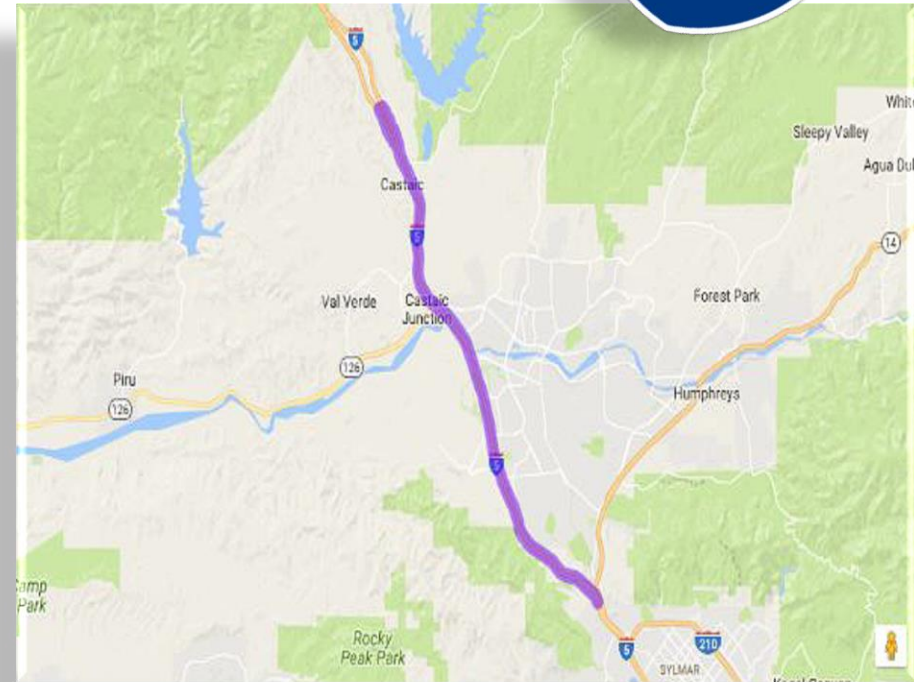 5
White
Sleepy Valley
Agua Dul
Castaic
5
14
Val Verde
Castaic
Junction
Forest Park
126
Piru
126
Humphreys
5
amp
Park
Rocky
Peak Park
5
210
SYLMAR